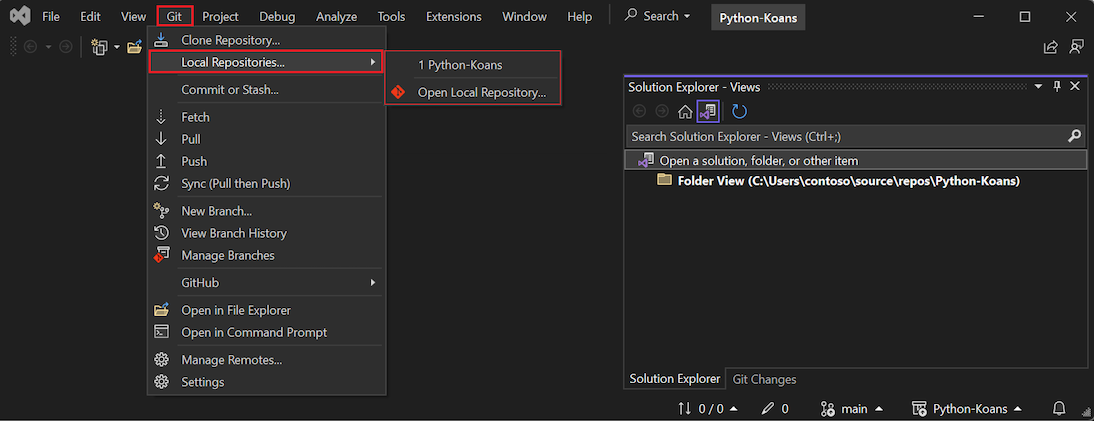 File Edit View Git Project Debug Analyze Tools Extensions Window Help Search Python-Koans
Clone Repository...
Local Repositories...
1 Python-Koans
Open Local Repository...
Commit or Stash...
Fetch
Pull
Push
Sync (Pull then Push)
New Branch...
View Branch History
Manage Branches
GitHub
Open in File Explorer
Open in Command Prompt
Manage Remotes...
Settings
Solution Explorer - Views
Search Solution Explorer - Views (Ctrl+;)
Open a solution, folder, or other item
Folder View (C:\Users\contoso\source\repos\Python-Koans)
Solution Explorer Git Changes
0 / 0 0 main Python-Koans